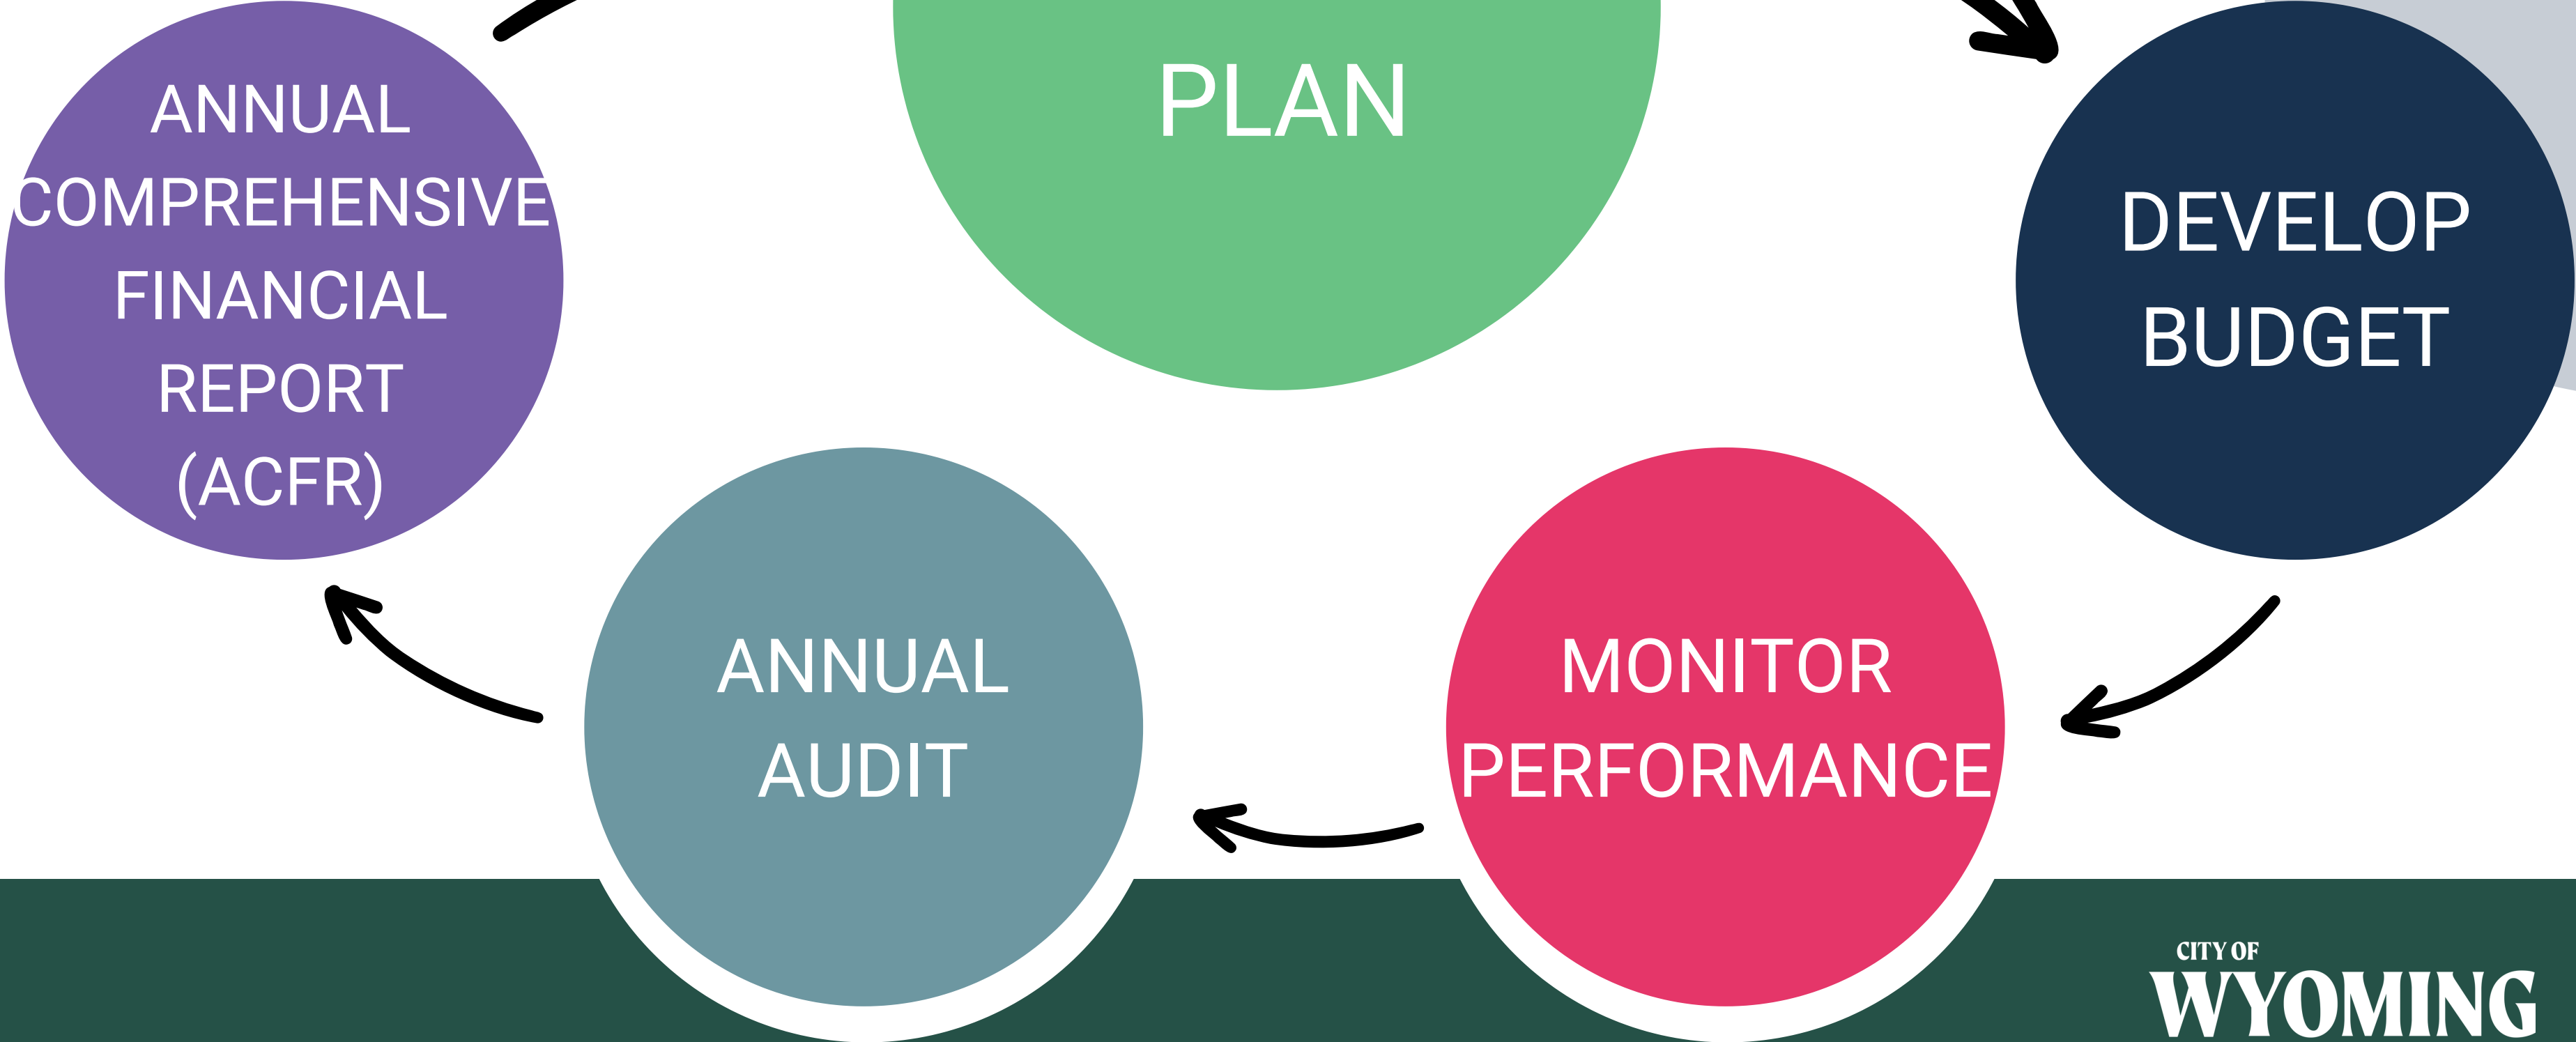 PLAN
ANNUAL
COMPREHENSIVE
FINANCIAL
REPORT
(ACFR)
DEVELOP
BUDGET
ANNUAL
AUDIT
MONITOR
PERFORMANCE
CITY OF
WYOMING